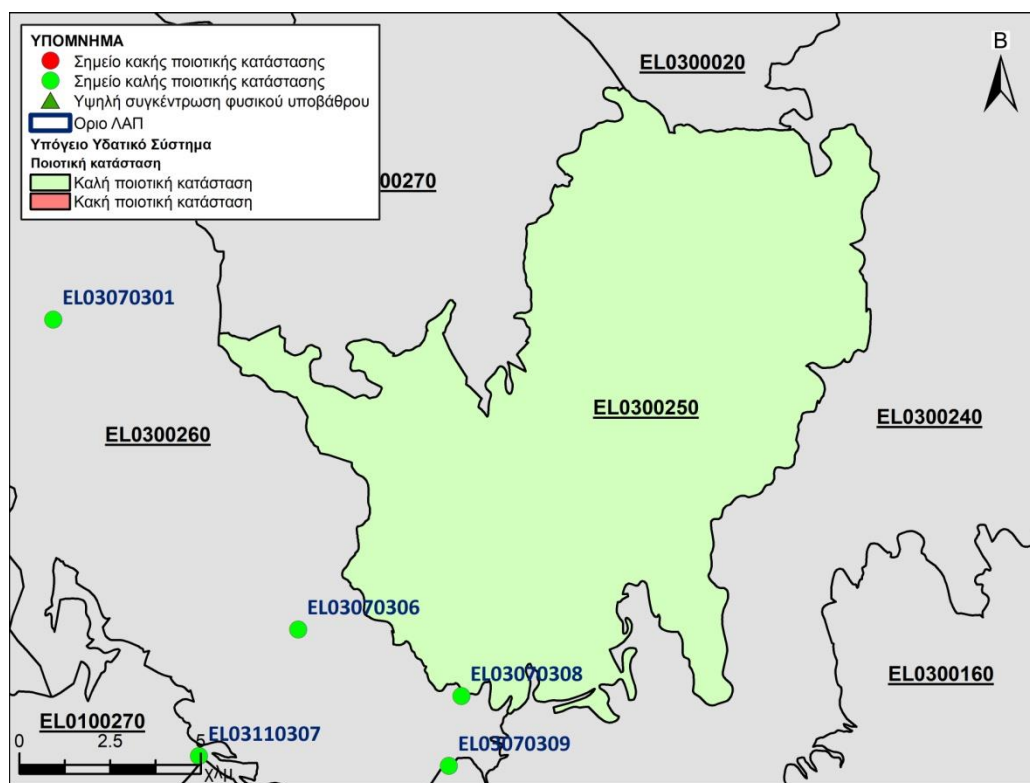 ΥΠΟΜΝΗΜΑ
Σημείο κακής ποιοτικής κατάστασης
Σημείο καλής ποιοτικής κατάστασης
Υψηλή συγκέντρωση φυσικού υποβάθρου
Οριο ΛΑΠ
Υπόγειο Υδατικό Σύστημα
Ποιοτική κατάσταση
Καλή ποιοτική κατάσταση
Κακή ποιοτική κατάσταση
B
EL0300020
00270
EL03070301
EL0300250
EL0300240
EL0300260
EL03070306
EL03070308
EL0300160
EL0100270
EL03110307
EL03070309
0 2.5 5
χλμ